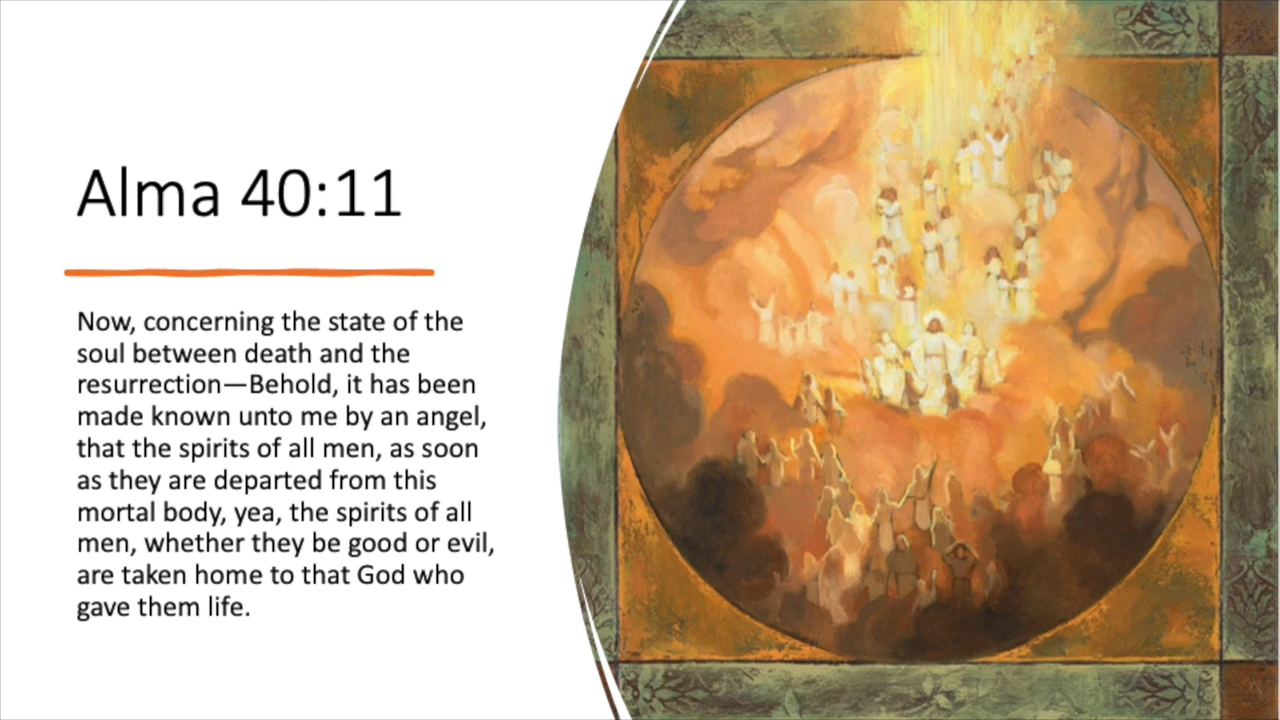 Alma 40:11
Now, concerning the state of the
soul between death and the
resurrection—Behold, it has been
made known unto me by an angel,
that the spirits of all men, as soon
as they are departed from this
mortal body, yea, the spirits of all
men, whether they be good or evil,
are taken home to that God who
gave them life.